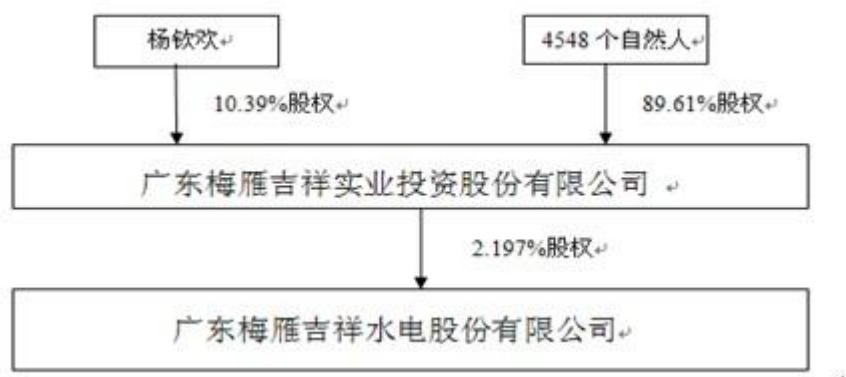 杨钦欢
4548 个自然人
10.39%股权
89.61%股权
广东梅雁吉祥实业投资股份有限公司
2.197%股权
广东梅雁吉祥水电股份有限公司